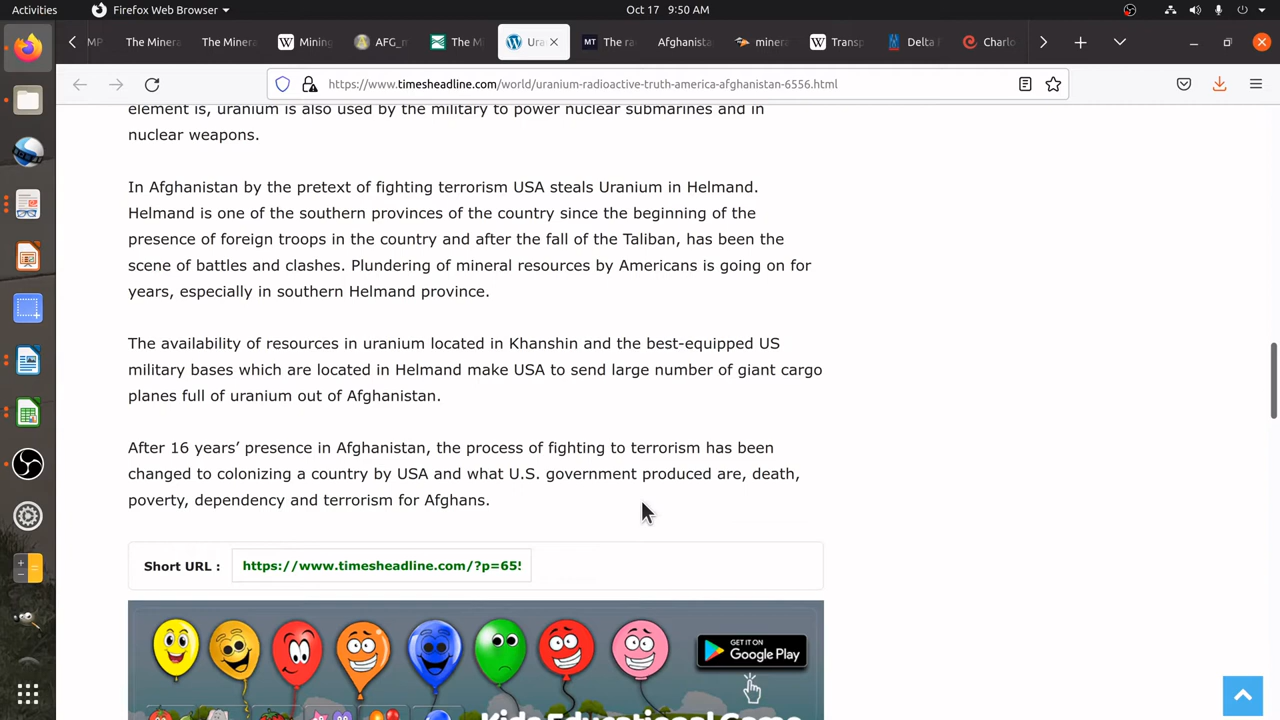 Activities
Firefox Web Browser
Oct 17 9:50 AM
MP
The Minera
The Minera
Mining
AFG_m
The M
Ura
The ra
Afghanista
minera
Transp
Delta F
Charlo
https://www.timesheadline.com/world/uranium-radioactive-truth-america-afghanistan-6556.html
element is, uranium is also used by the military to power nuclear submarines and in
nuclear weapons.
In Afghanistan by the pretext of fighting terrorism USA steals Uranium in Helmand.
Helmand is one of the southern provinces of the country since the beginning of the
presence of foreign troops in the country and after the fall of the Taliban, has been the
scene of battles and clashes. Plundering of mineral resources by Americans is going on for
years, especially in southern Helmand province.
The availability of resources in uranium located in Khanshin and the best-equipped US
military bases which are located in Helmand make USA to send large number of giant cargo
planes full of uranium out of Afghanistan.
After 16 years’ presence in Afghanistan, the process of fighting to terrorism has been
changed to colonizing a country by USA and what U.S. government produced are, death,
poverty, dependency and terrorism for Afghans.
Short URL :
https://www.timesheadline.com/?p=65!
GET IT ON
Google Play
Kids Educational Game